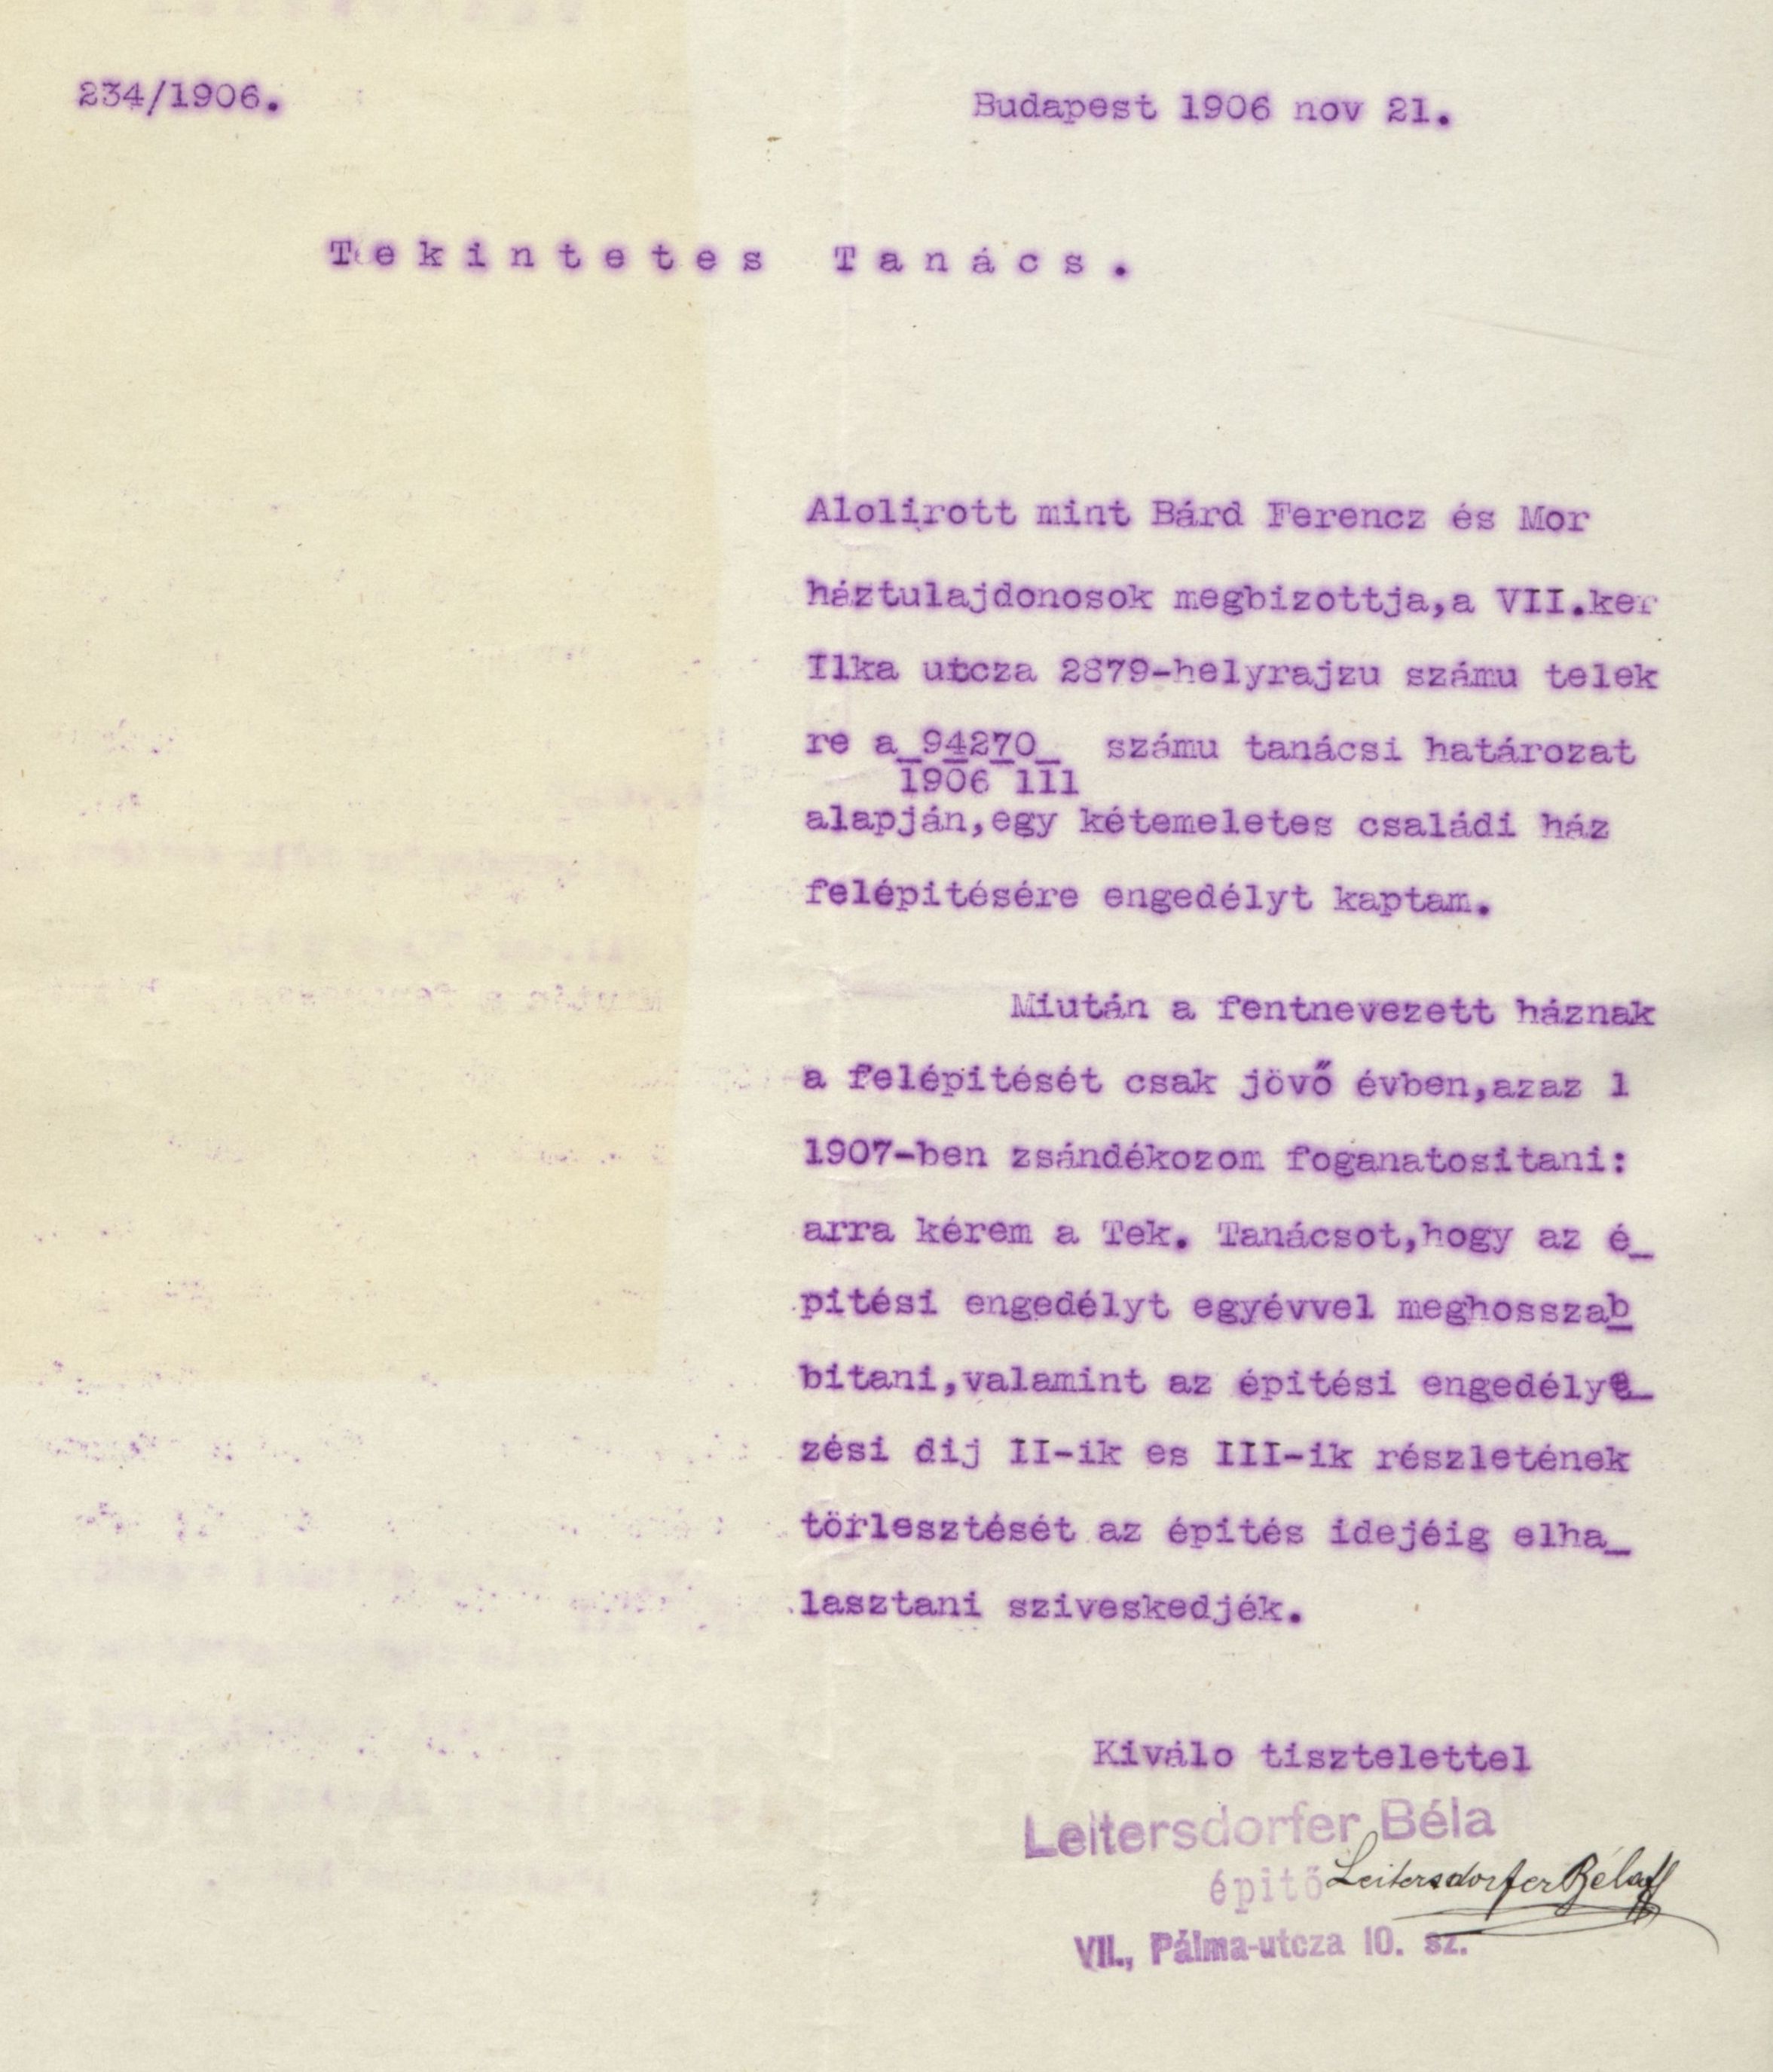 234/1906.
Budapest 1906 nov 21.
Tekintetes Tanács.
Alolirott mint Bárd Ferencz és Mor
háztulajdonosok megbizottja,a VII.ker
Ilka utcza 2879-helyrajzu számu telek
re a_94270_ számu tanácsi határozat
1906 III
alapján,egy kétemeletes családi ház
felépitésére engedélyt kaptam.
Miután a fentnevezett háznak
a felépitését csak jövő évben,azaz 1
1907-ben zsándékozom foganatositani:
arra kérem a Tek. Tanácsot,hogy az é_
pitési engedélyt egyévvel meghosszab
bitani,valamint az épitési engedélye_
zési dij II-ik es III-ik részletének
törlesztését az épités idejéig elha_
lasztani sziveskedjék.
Kiválo tisztelettel
Leitersdorfer Béla
épitő Leitersdorfer Béla
VII., Pálma-utcza 10. sz.